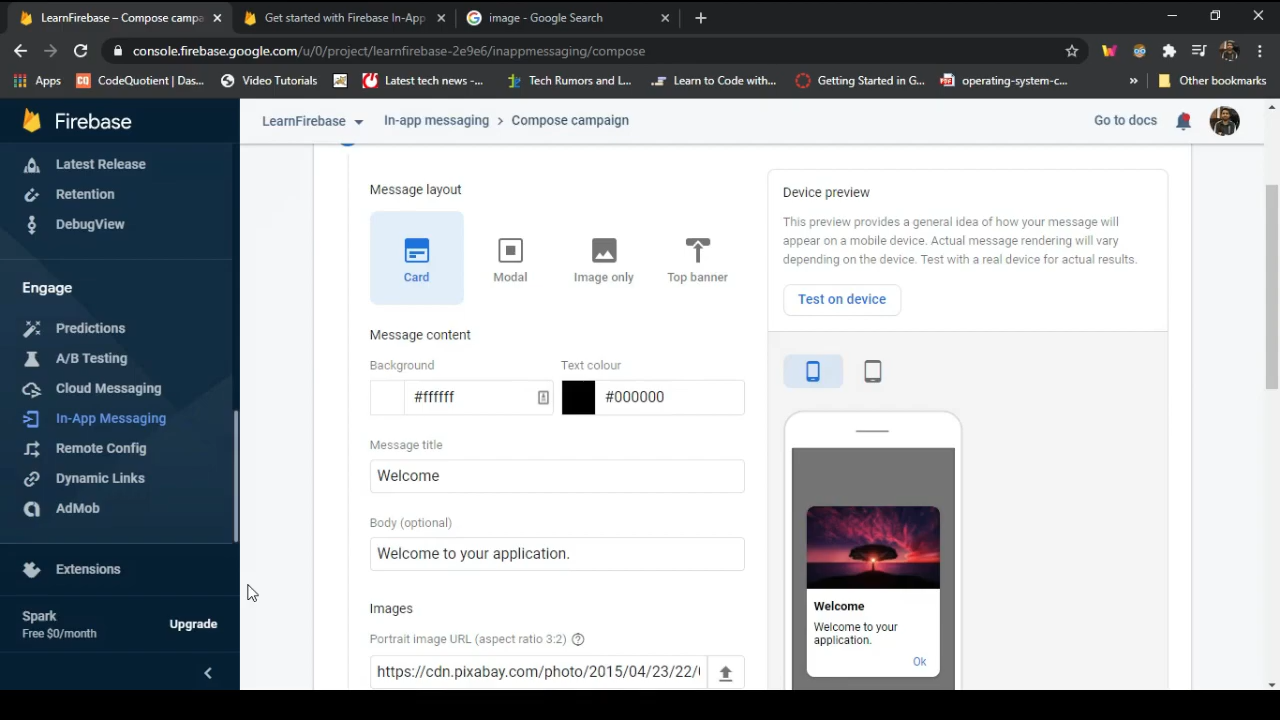 LearnFirebase – Compose campa
Get started with Firebase In-App
image - Google Search
console.firebase.google.com/u/0/project/learnfirebase-2e9e6/inappmessaging/compose
Apps
CodeQuotient | Das...
Video Tutorials
Latest tech news -...
Tech Rumors and L...
Learn to Code with...
Getting Started in G...
operating-system-c...
»
Other bookmarks
Firebase
LearnFirebase
In-app messaging > Compose campaign
Go to docs
Latest Release
Retention
DebugView
Engage
Predictions
A/B Testing
Cloud Messaging
In-App Messaging
Remote Config
Dynamic Links
AdMob
Extensions
Spark
Free $0/month
Upgrade
Message layout
Card
Modal
Image only
Top banner
Message content
Background
Text colour
#ffffff
#000000
Message title
Welcome
Body (optional)
Welcome to your application.
Images
Portrait image URL (aspect ratio 3:2)
https://cdn.pixabay.com/photo/2015/04/23/22/
Device preview
This preview provides a general idea of how your message will
appear on a mobile device. Actual message rendering will vary
depending on the device. Test with a real device for actual results.
Test on device
Welcome
Welcome to your
application.
Ok